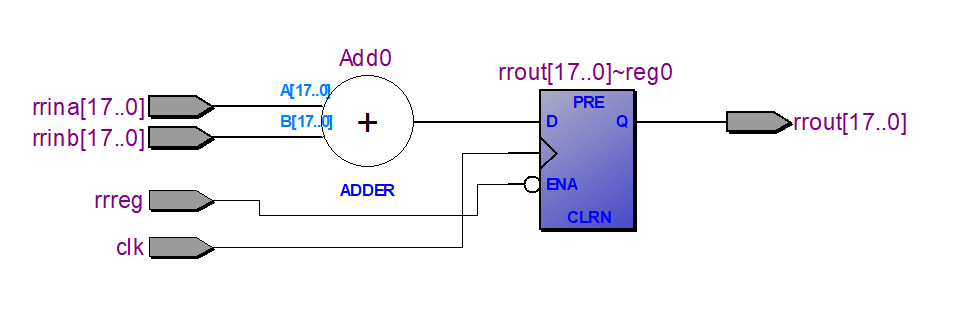 Add0
rrout[17..0]~reg0
rrina[17..0]
A[17..0]
PRE
rrinb[17..0]
B[17..0]
+
D
Q
rrout[17..0]
ADDER
ENA
rrreg
CLRN
clk